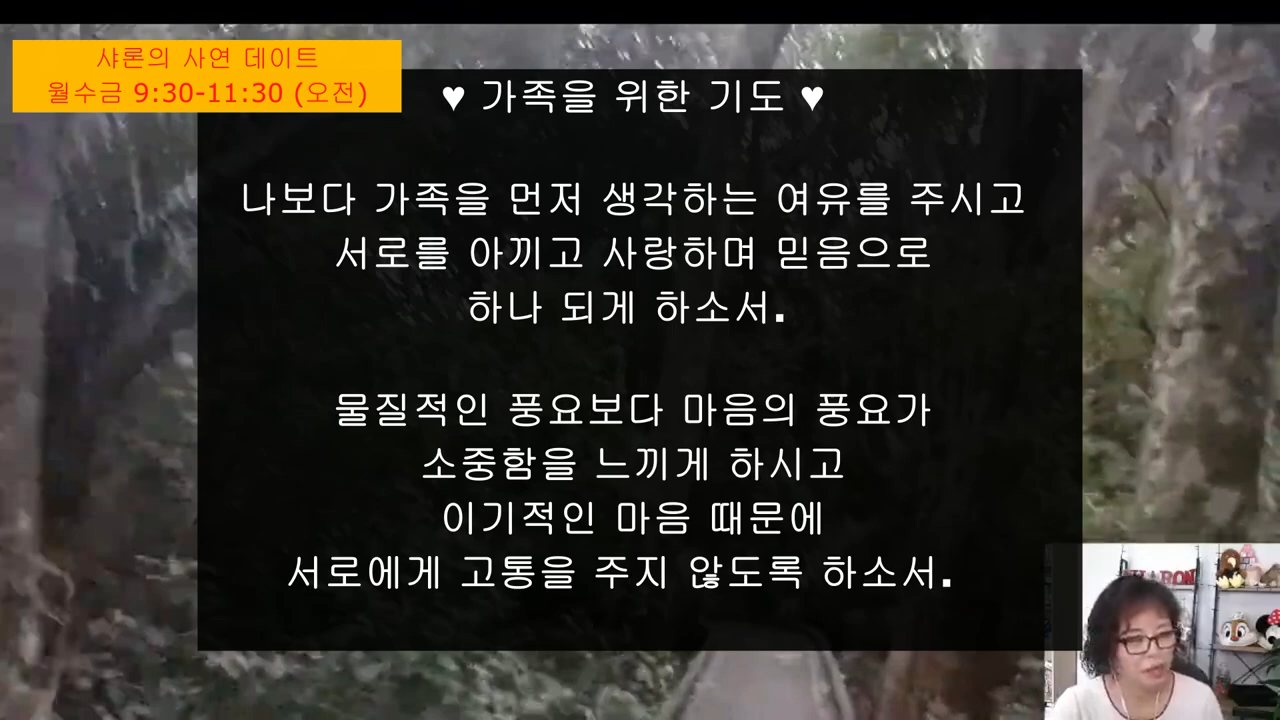 샤론의 사연 데이트
월수금 9:30-11:30 (오전)
♥ 가족을 위한 기도 ♥
나보다 가족을 먼저 생각하는 여유를 주시고
서로를 아끼고 사랑하며 믿음으로
하나 되게 하소서.
물질적인 풍요보다 마음의 풍요가
소중함을 느끼게 하시고
이기적인 마음 때문에
서로에게 고통을 주지 않도록 하소서.